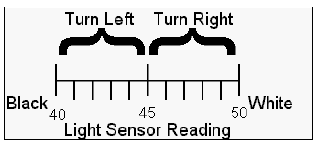 Turn Left Turn Right
Black 40 45 50 White
Light Sensor Reading